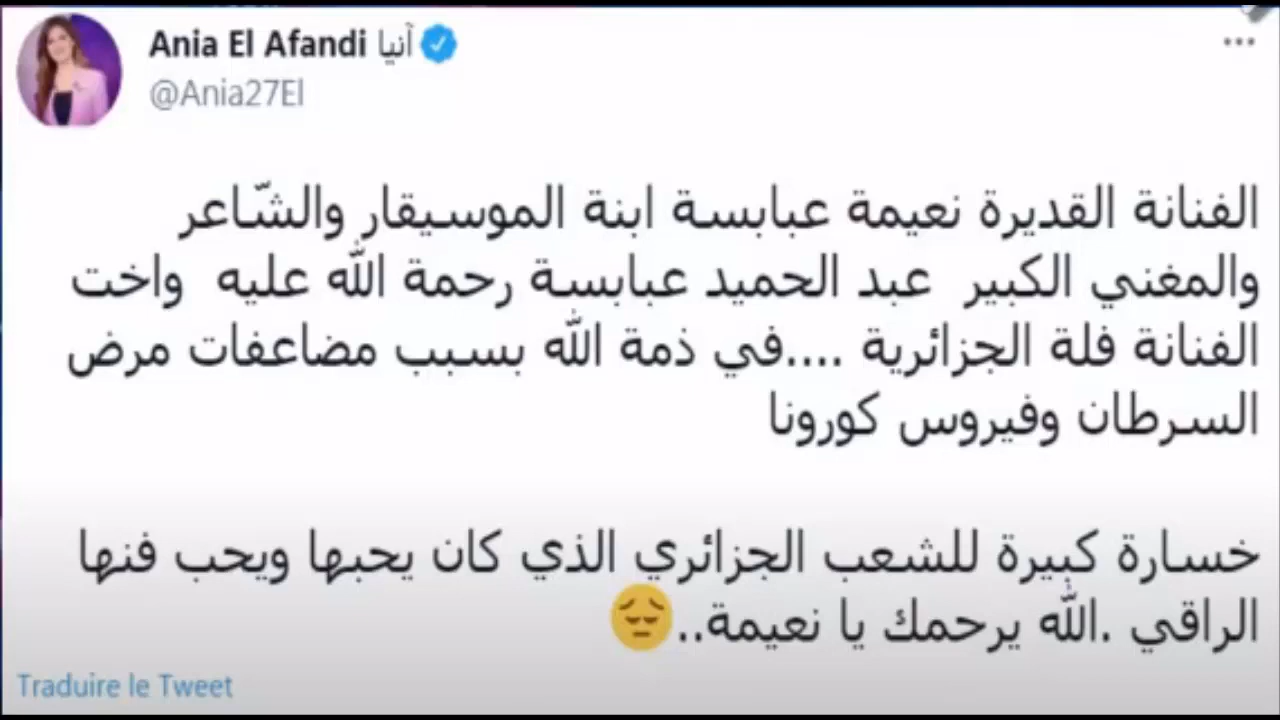 Ania El Afandi آنيا
@Ania27El
الفنانة القديرة نعيمة عبابسة ابنة الموسيقار والشّاعر
والمغني الكبير عبد الحميد عبابسة رحمة الله عليه واخت
الفنانة فلة الجزائرية ....في ذمة الله بسبب مضاعفات مرض
السرطان وفيروس كورونا
خسارة كبيرة للشعب الجزائري الذي كان يحبها ويحب فنها
الراقي .الله يرحمك يا نعيمة..😔
Traduire le Tweet